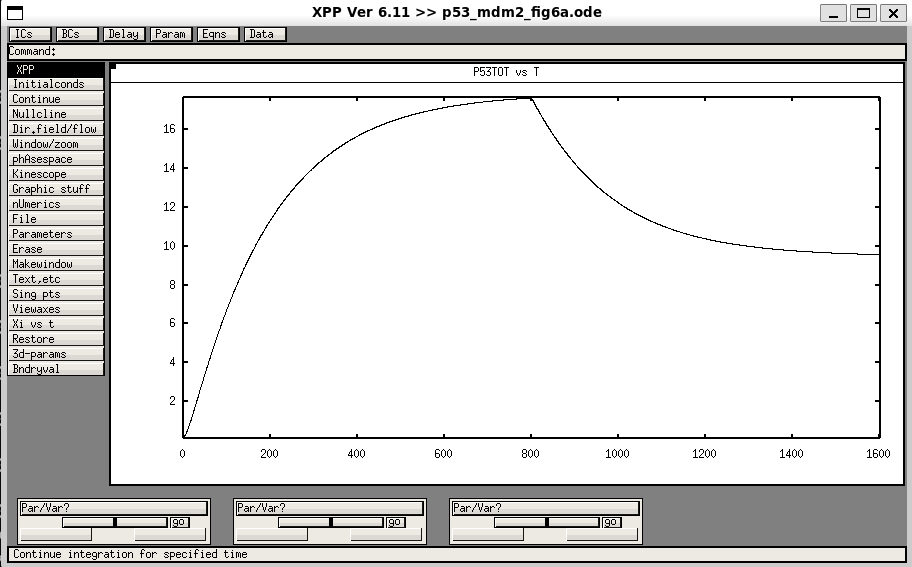 XPP Ver 6.11 >> p53_mdm2_fig6a.ode
ICs BCs Delay Param Eqns Data
Command:
XPP
Initialconds
Continue
Nullcline
Dir.field/flow
Window/zoom
phAsespace
Kinescope
Graphic stuff
nUmerics
File
Parameters
Erase
Makewindow
Text,etc
Sing pts
Viewaxes
Xi vs t
Restore
3d-params
Bndryval
P53TOT vs T
16
14
12
10
8
6
4
2
0 200 400 600 800 1000 1200 1400 1600
Par/Var? Par/Var? Par/Var?
go go go
Continue integration for specified time